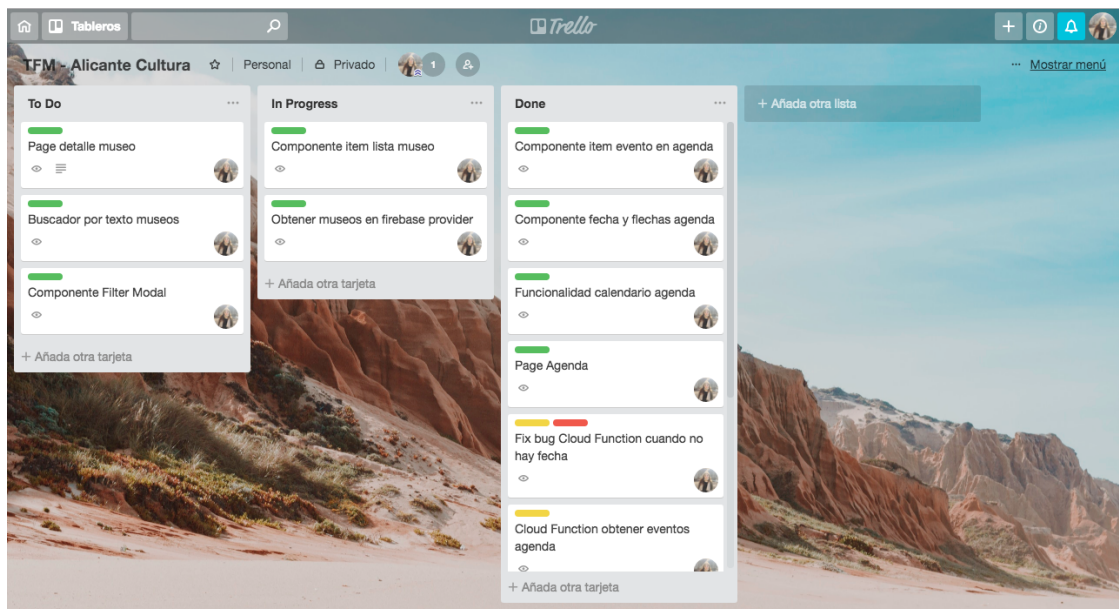 Tableros
Trello
TFM - Alicante Cultura
Personal
Privado
1
Mostrar menú
To Do
Page detalle museo
Buscador por texto museos
Componente Filter Modal
+ Añada otra tarjeta
In Progress
Componente item lista museo
Obtener museos en firebase provider
+ Añada otra tarjeta
Done
Componente item evento en agenda
Componente fecha y flechas agenda
Funcionalidad calendario agenda
Page Agenda
Fix bug Cloud Function cuando no
hay fecha
Cloud Function obtener eventos
agenda
+ Añada otra tarjeta
+ Añada otra lista